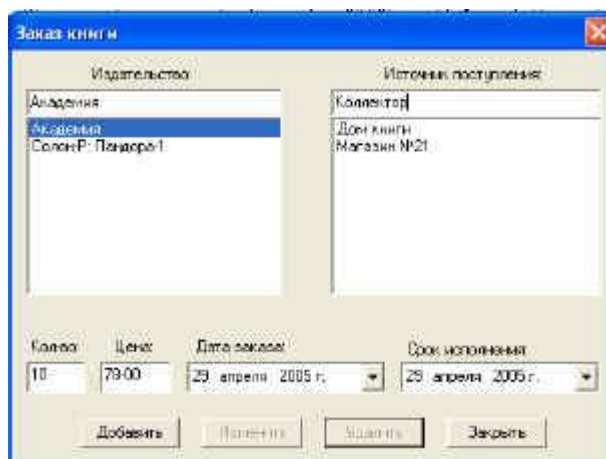 Заказ книги
Издательство: Источник поступления:
Академия Коллектор
Академия Дом книги
Солон-Р; Пандора-1 Магазин №21
Кол-во: Цена: Дата заказа: Срок исполнения:
10 79-00 29 апреля 2005 г. 29 апреля 2005 г.
Добавить Изменить Удалить Закрыть